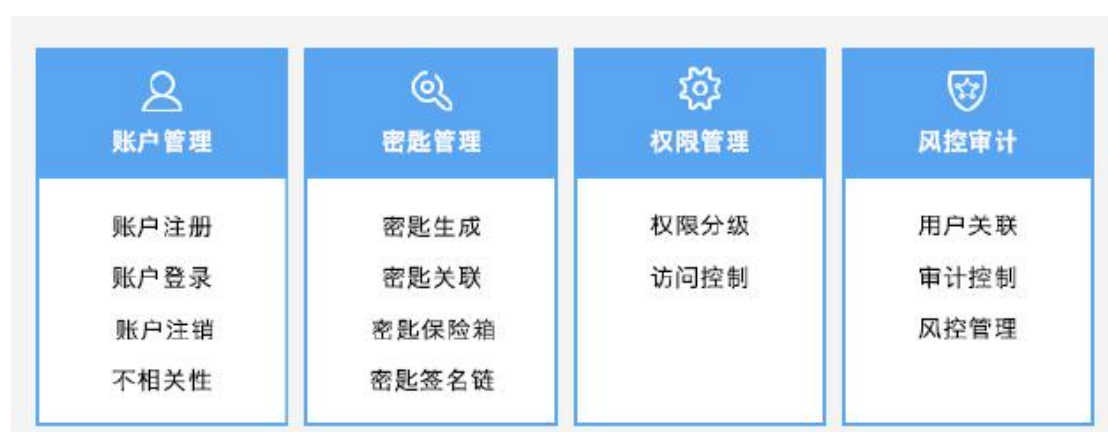 账户管理
账户注册
账户登录
账户注销
不相关性
密匙管理
密匙生成
密匙关联
密匙保险箱
密匙签名链
权限管理
权限分级
访问控制
风控审计
用户关联
审计控制
风控管理